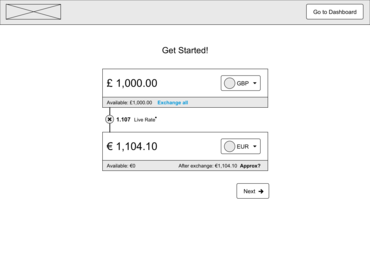 Go to Dashboard
Get Started!
£ 1,000.00
GBP
Available: £1,000.00 Exchange all
1.107 Live Rate*
€ 1,104.10
EUR
Available: €0 After exchange: €1,104.10 Approx?
Next